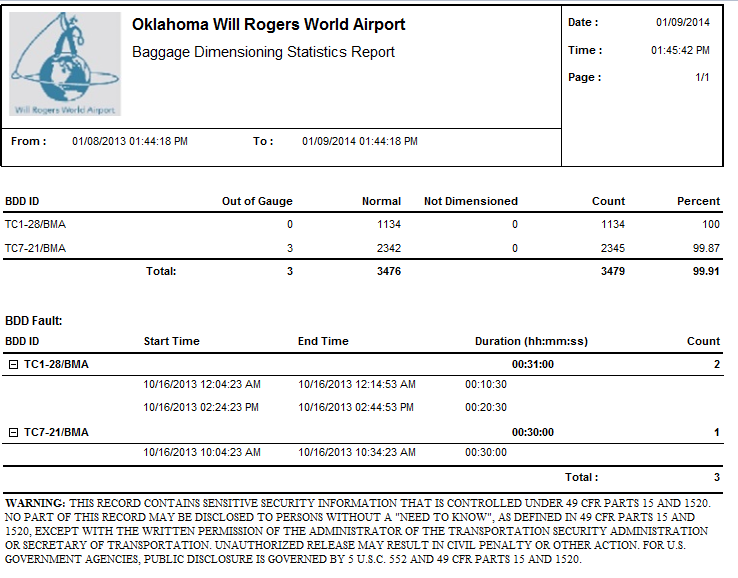 Oklahoma Will Rogers World Airport
Baggage Dimensioning Statistics Report
Will Rogers World Airport
Date : 01/09/2014
Time : 01:45:42 PM
Page : 1/1
From : 01/08/2013 01:44:18 PM To : 01/09/2014 01:44:18 PM
BDD ID Out of Gauge Normal Not Dimensioned Count Percent
TC1-28/BMA 0 1134 0 1134 100
TC7-21/BMA 3 2342 0 2345 99.87
Total: 3 3476 3479 99.91
BDD Fault:
BDD ID Start Time End Time Duration (hh:mm:ss) Count
TC1-28/BMA 00:31:00 2
10/16/2013 12:04:23 AM 10/16/2013 12:14:53 AM 00:10:30
10/16/2013 02:24:23 PM 10/16/2013 02:44:53 PM 00:20:30
TC7-21/BMA 00:30:00 1
10/16/2013 10:04:23 AM 10/16/2013 10:34:23 AM 00:30:00
Total : 3
WARNING: THIS RECORD CONTAINS SENSITIVE SECURITY INFORMATION THAT IS CONTROLLED UNDER 49 CFR PARTS 15 AND 1520.
NO PART OF THIS RECORD MAY BE DISCLOSED TO PERSONS WITHOUT A "NEED TO KNOW", AS DEFINED IN 49 CFR PARTS 15 AND
1520, EXCEPT WITH THE WRITTEN PERMISSION OF THE ADMINISTRATOR OF THE TRANSPORTATION SECURITY ADMINISTRATION
OR SECRETARY OF TRANSPORTATION. UNAUTHORIZED RELEASE MAY RESULT IN CIVIL PENALTY OR OTHER ACTION. FOR U.S.
GOVERNMENT AGENCIES, PUBLIC DISCLOSURE IS GOVERNED BY 5 U.S.C. 552 AND 49 CFR PARTS 15 AND 1520.